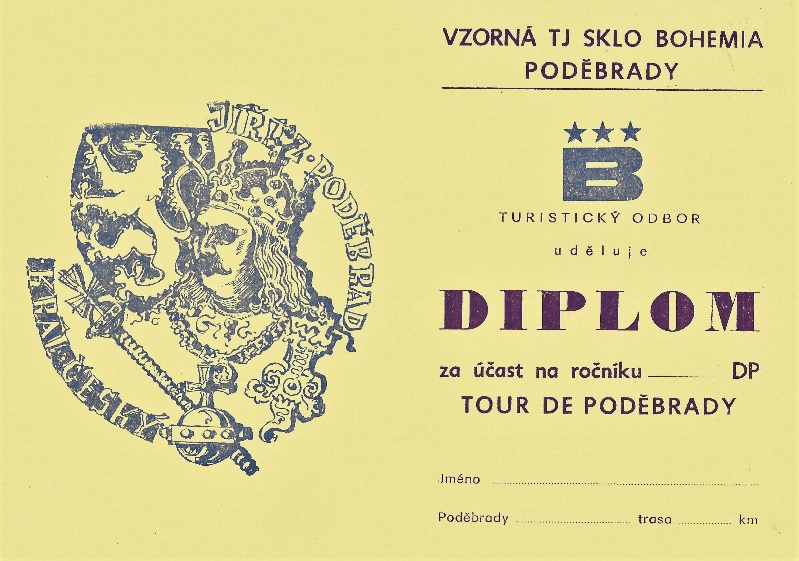 JIŘÍ·Z·PODĚBRAD
KRÁL·ČESKÝ
VZORNÁ TJ SKLO BOHEMIA
PODĚBRADY
B
TURISTICKÝ ODBOR
uděluje
DIPLOM
za účast na ročníku ________ DP
TOUR DE PODĚBRADY
Jméno ........................................
Poděbrady .................... trasa ............ km